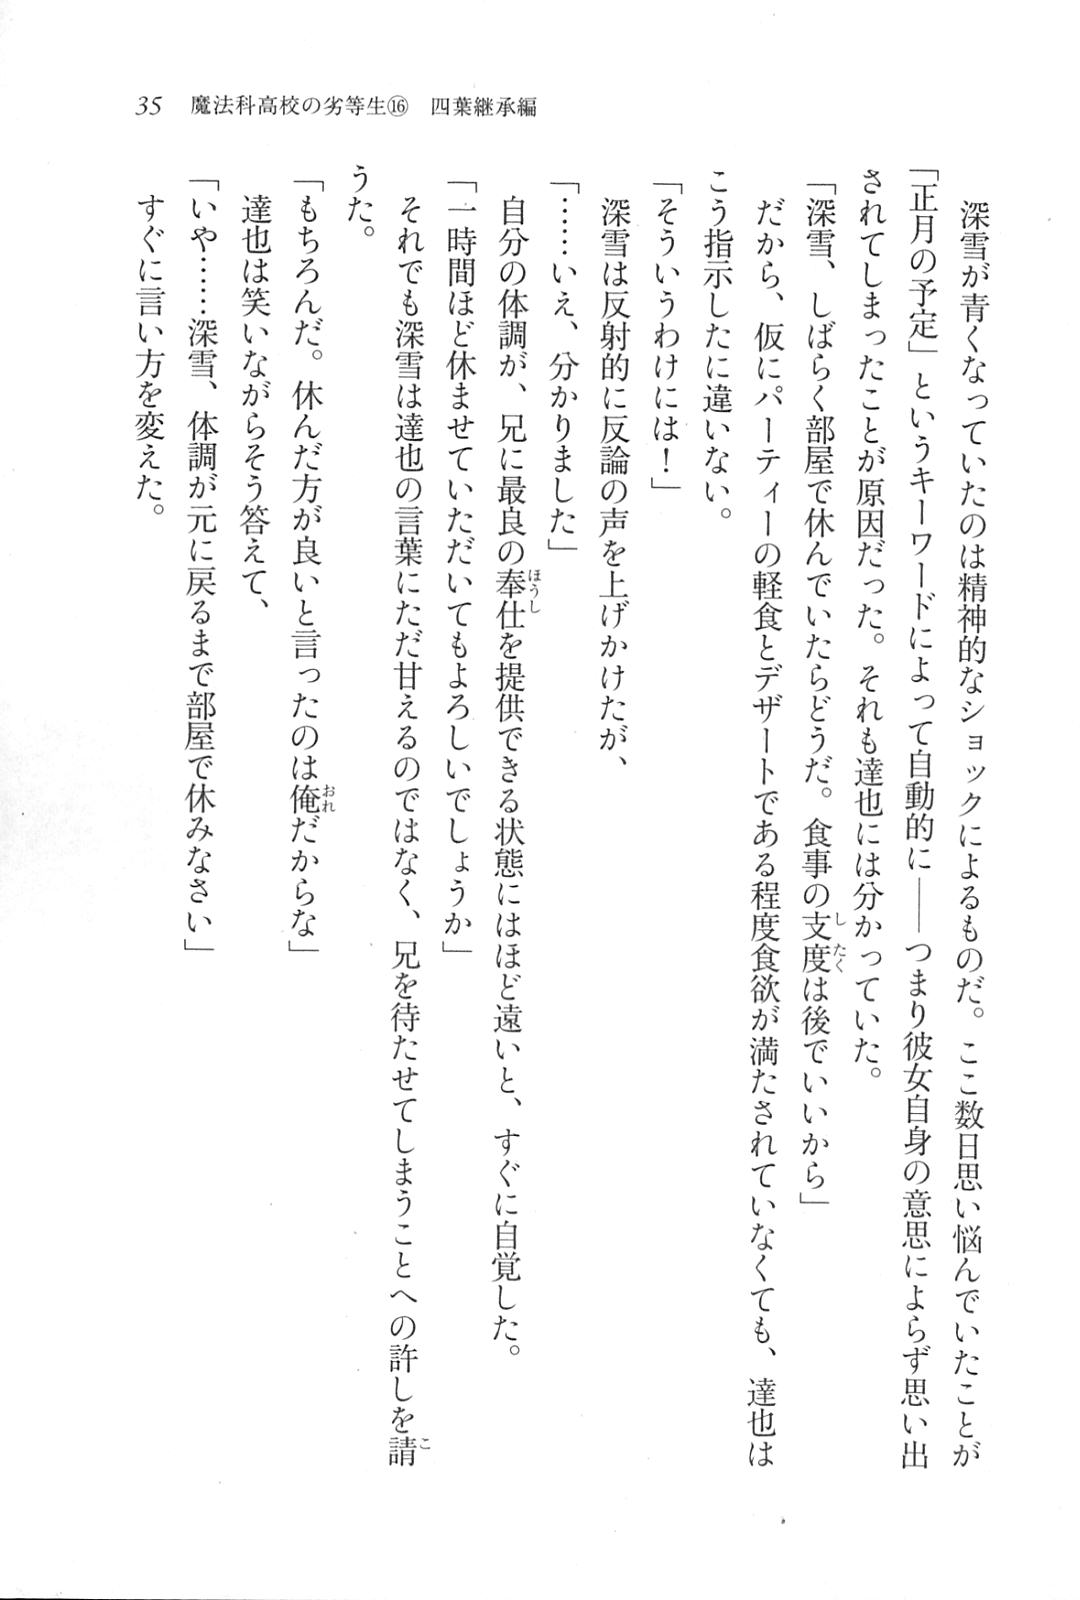 35　魔法科高校の劣等生⑯　四葉継承編
　深雪が青くなっていたのは精神的なショックによるものだ。ここ数日思い悩んでいたことが
「正月の予定」というキーワードによって自動的に――つまり彼女自身の意思によらず思い出
されてしまったことが原因だった。それも達也には分かっていた。
「深雪、しばらく部屋で休んでいたらどうだ。食事の支度は後でいいから」
　だから、仮にパーティーの軽食とデザートである程度食欲が満たされていなくても、達也は
こう指示したに違いない。
「そういうわけには！」
　深雪は反射的に反論の声を上げかけたが、
「……いえ、分かりました」
　自分の体調が、兄に最良の奉仕を提供できる状態にはほど遠いと、すぐに自覚した。
「一時間ほど休ませていただいてもよろしいでしょうか」
　それでも深雪は達也の言葉にただ甘えるのではなく、兄を待たせてしまうことへの許しを請
うた。
「もちろんだ。休んだ方が良いと言ったのは俺だからな」
　達也は笑いながらそう答えて、
「いや……深雪、体調が元に戻るまで部屋で休みなさい」
　すぐに言い方を変えた。